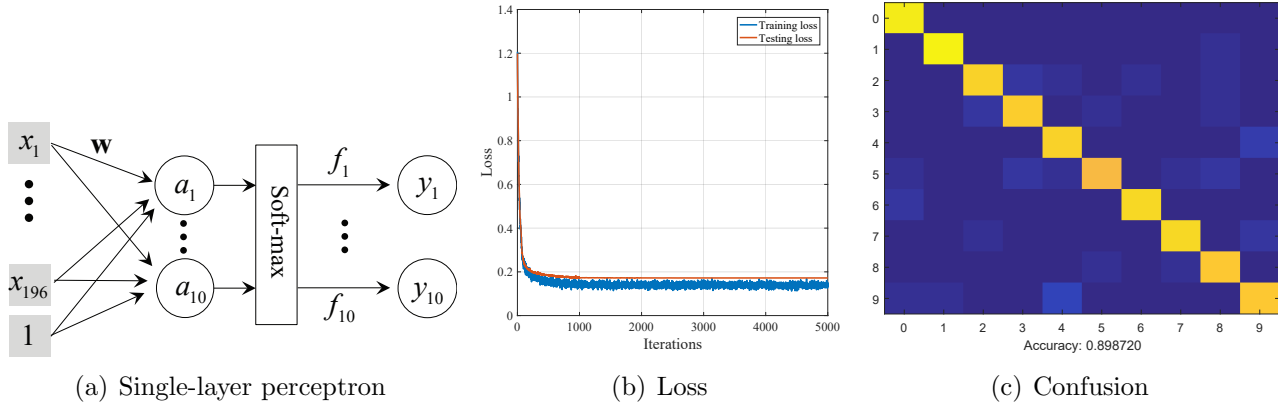 x1
w
a1
f1
y1
Soft-max
x196
a10
f10
y10
1
(a) Single-layer perceptron
1.4
1.2
1
0.8
0.6
0.4
0.2
0
Loss
Training loss
Testing loss
0 1000 2000 3000 4000 5000
Iterations
(b) Loss
0
1
2
3
4
5
6
7
8
9
0 1 2 3 4 5 6 7 8 9
Accuracy: 0.898720
(c) Confusion